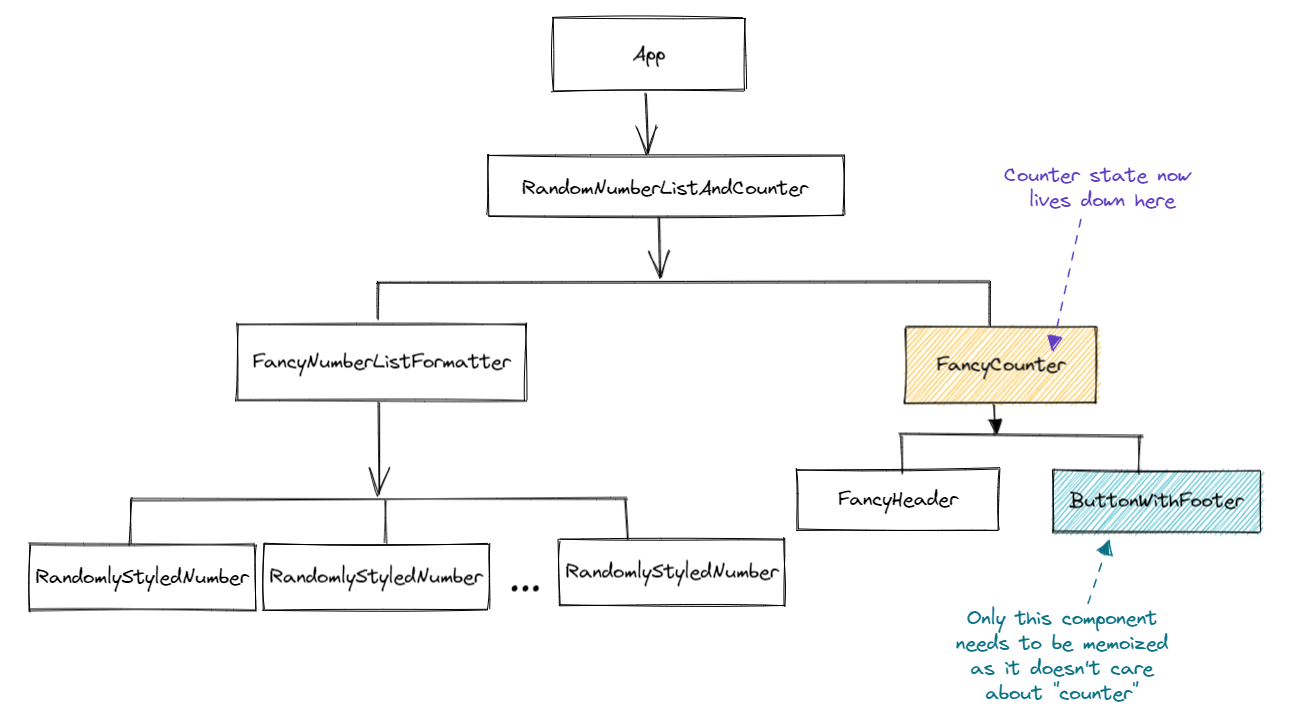 App
RandomNumberListAndCounter
Counter state now
lives down here
FancyNumberListFormatter
FancyCounter
FancyHeader
ButtonWithFooter
RandomlyStyledNumber
RandomlyStyledNumber
...
RandomlyStyledNumber
Only this component
needs to be memoized
as it doesn't care
about "counter"